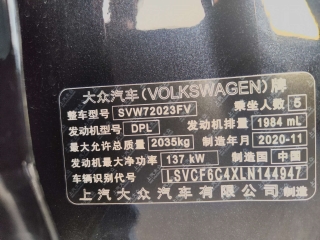 大众汽车(VOLKSWAGEN)牌
整车型号 SVW72023FV 乘坐人数 5
发动机型号 DPL 发动机排量 1984 mL
最大允许总质量 2035kg 制造年月 2020-11
发动机最大净功率 137 kW 制造国 中国
车辆识别代号 LSVCF6C4XLN144947
上汽大众汽车有限公司 制造